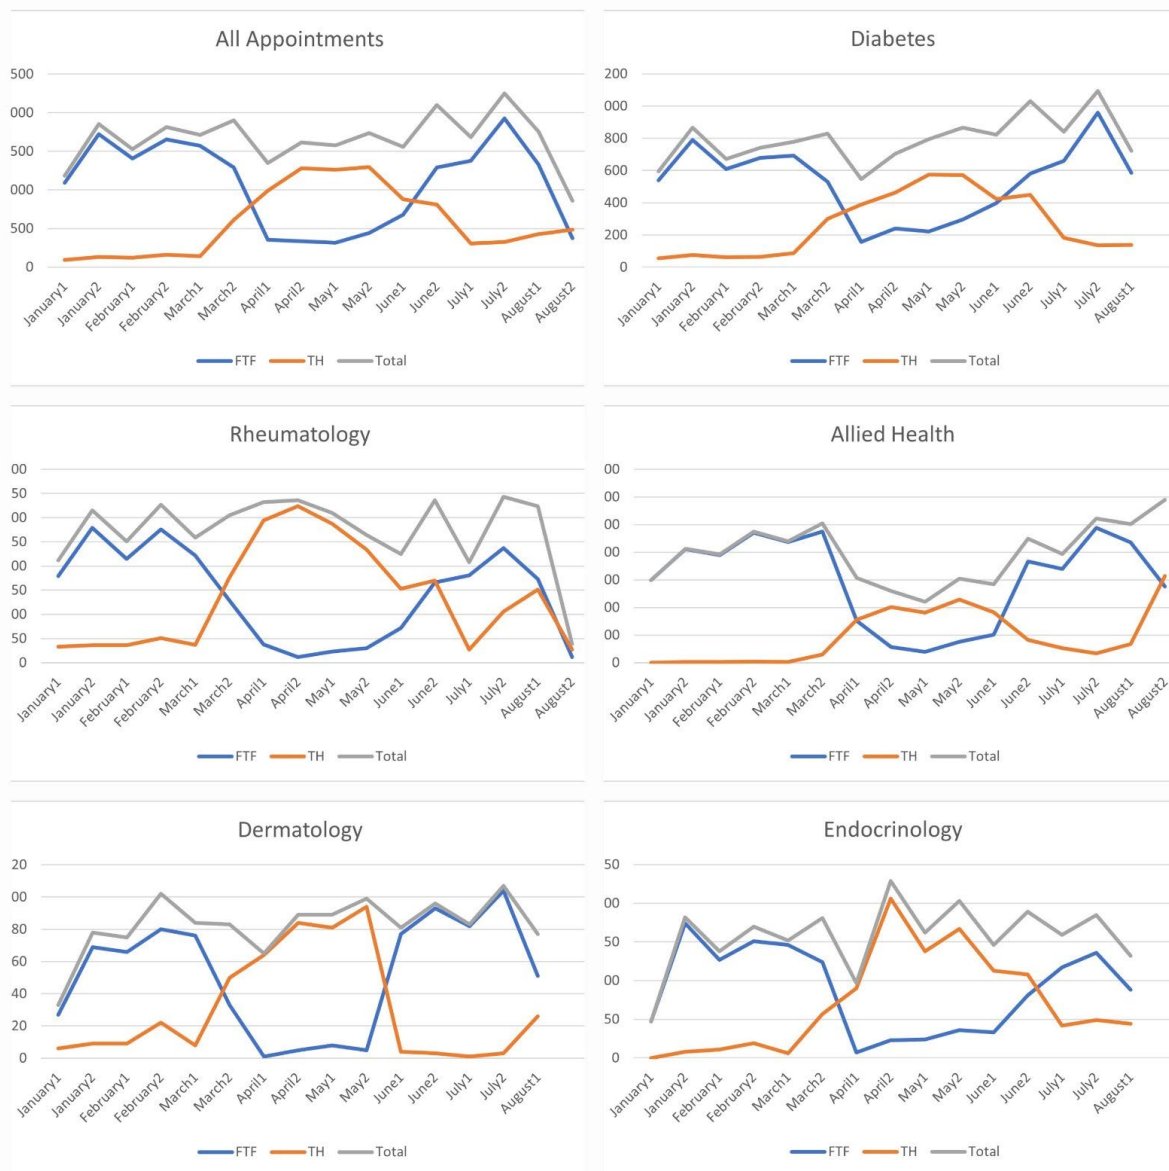 All Appointments
500
000
500
000
500
0
January1 January2 February1 February2 March1 March2 April1 April2 May1 May2 June1 June2 July1 July2 August1 August2
FTF TH Total
Diabetes
200
000
800
600
400
200
0
January1 January2 February1 February2 March1 March2 April1 April2 May1 May2 June1 June2 July1 July2 August1
FTF TH Total
Rheumatology
00
50
00
50
00
50
00
50
0
January1 January2 February1 February2 March1 March2 April1 April2 May1 May2 June1 June2 July1 July2 August1 August2
FTF TH Total
Allied Health
00
00
00
00
00
00
00
0
January1 January2 February1 February2 March1 March2 April1 April2 May1 May2 June1 June2 July1 July2 August1 August2
FTF TH Total
Dermatology
20
00
80
60
40
20
0
January1 January2 February1 February2 March1 March2 April1 April2 May1 May2 June1 June2 July1 July2 August1
FTF TH Total
Endocrinology
50
00
50
00
50
0
January1 January2 February1 February2 March1 March2 April1 April2 May1 May2 June1 June2 July1 July2 August1
FTF TH Total